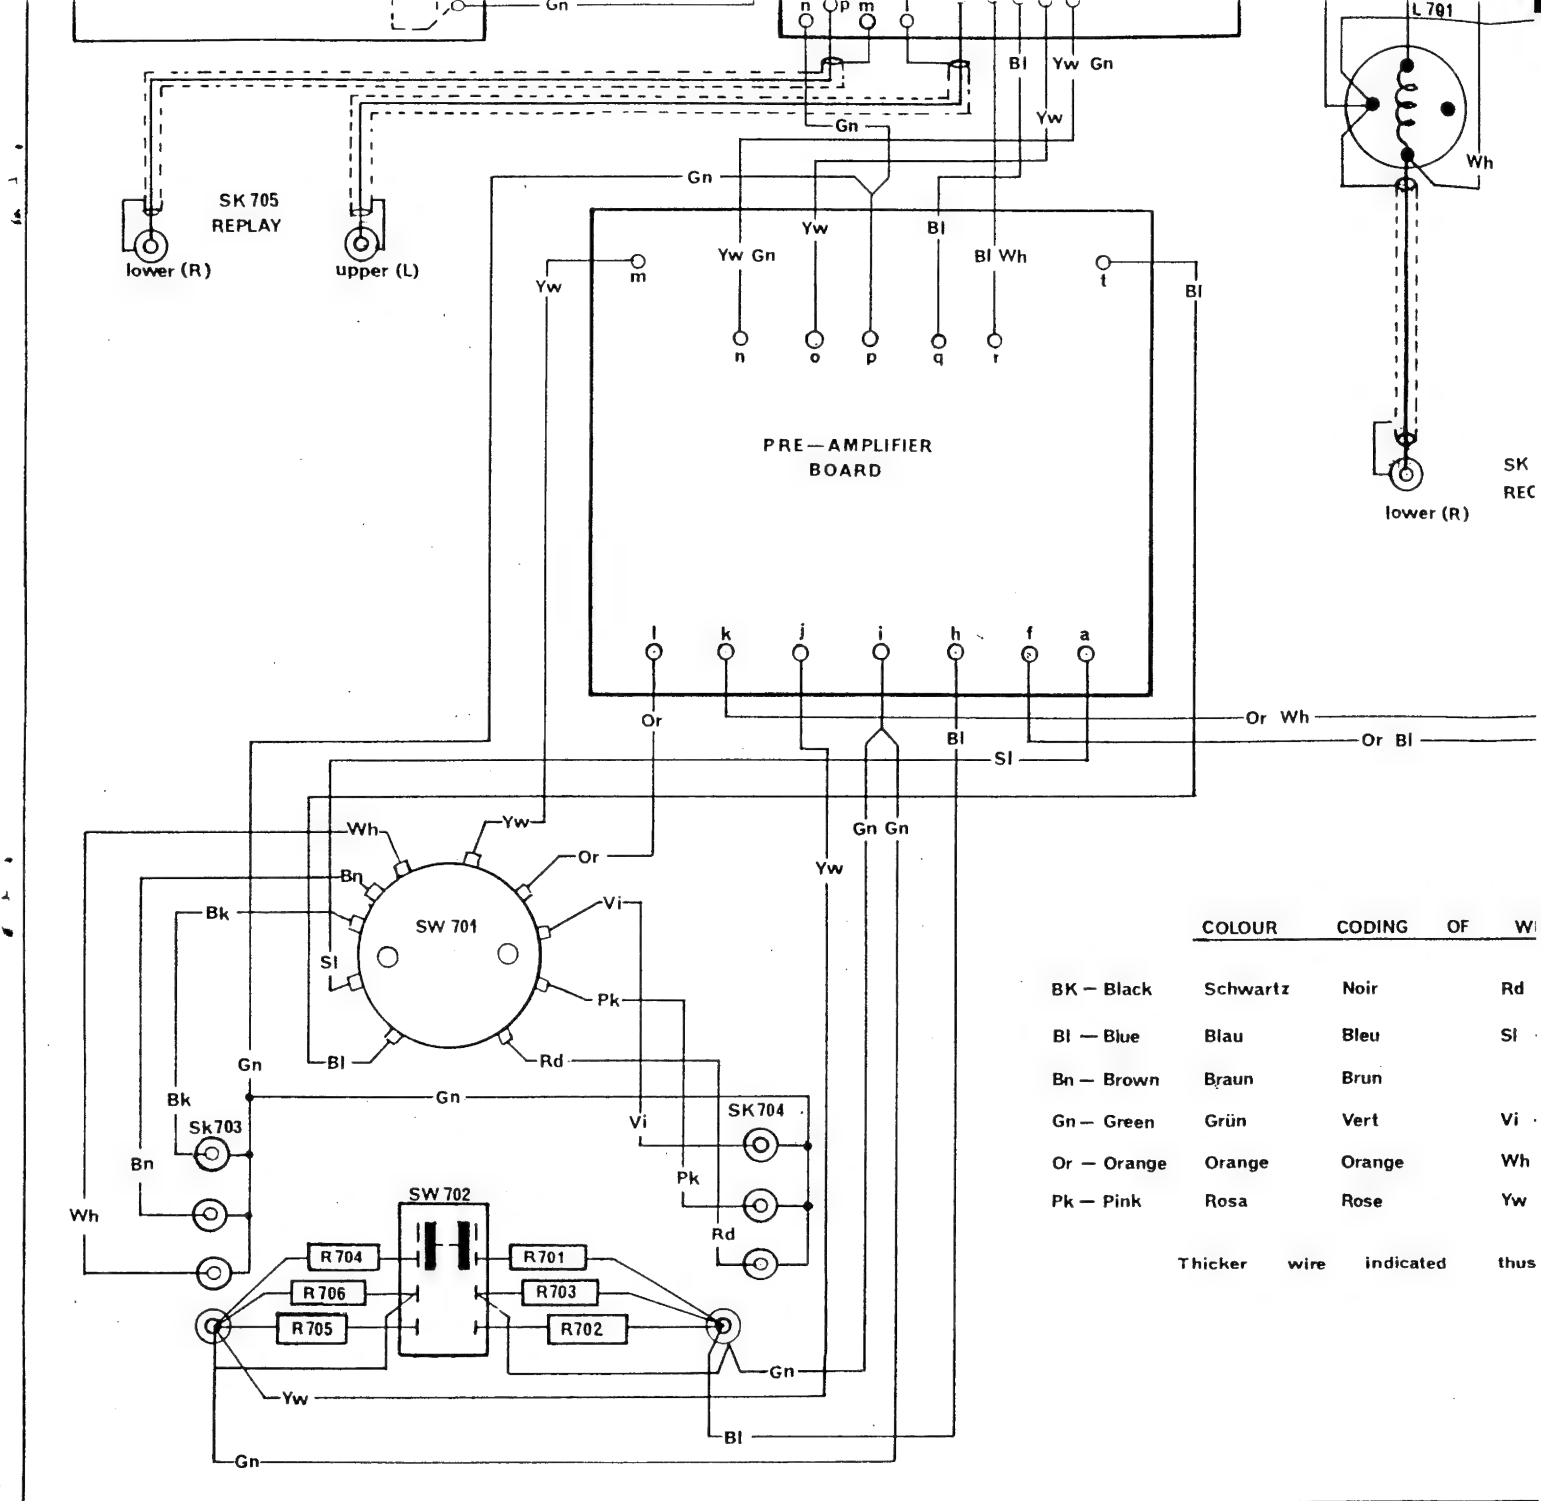 Gn
n p m l
L 701
Bl Yw Gn
Yw
Gn
Wh
Gn
SK 705
REPLAY
lower (R)
upper (L)
Yw
Bl
Yw Gn
Bl Wh
Yw
m
t
Bl
n o p q r
PRE—AMPLIFIER
BOARD
SK
REC
lower (R)
l k j i h f a
Or
Or Wh
Bl
Or Bl
Sl
Wh
Yw
Gn Gn
Or
Yw
Bn
Bk
Vi
SW 701
Sl
Pk
Bl
Rd
Gn
Gn
Bk
Sk703
SK704
Vi
Bn
Pk
Wh
SW 702
Rd
R 704
R 701
R 706
R 703
R705
R702
Gn
Yw
Bl
Gn
COLOUR CODING OF
BK — Black Schwartz Noir Rd
Bl — Blue Blau Bleu Sl
Bn — Brown Braun Brun
Gn — Green Grün Vert Vi
Or — Orange Orange Orange Wh
Pk — Pink Rosa Rose Yw
Thicker wire indicated thus